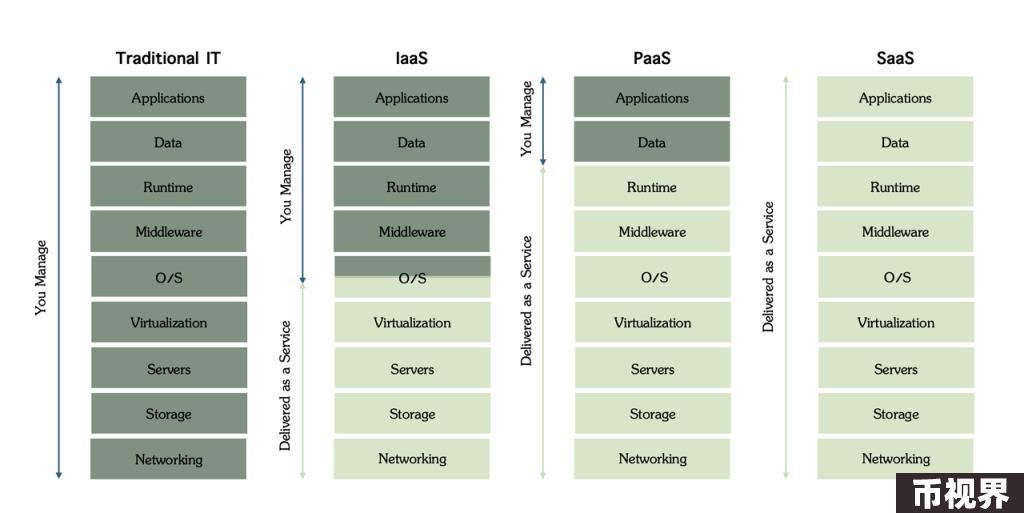 Traditional IT
You Manage
Applications
Data
Runtime
Middleware
O/S
Virtualization
Servers
Storage
Networking
IaaS
You Manage
Delivered as a Service
Applications
Data
Runtime
Middleware
O/S
Virtualization
Servers
Storage
Networking
PaaS
You Manage
Delivered as a Service
Applications
Data
Runtime
Middleware
O/S
Virtualization
Servers
Storage
Networking
SaaS
Delivered as a Service
Applications
Data
Runtime
Middleware
O/S
Virtualization
Servers
Storage
Networking
币视界